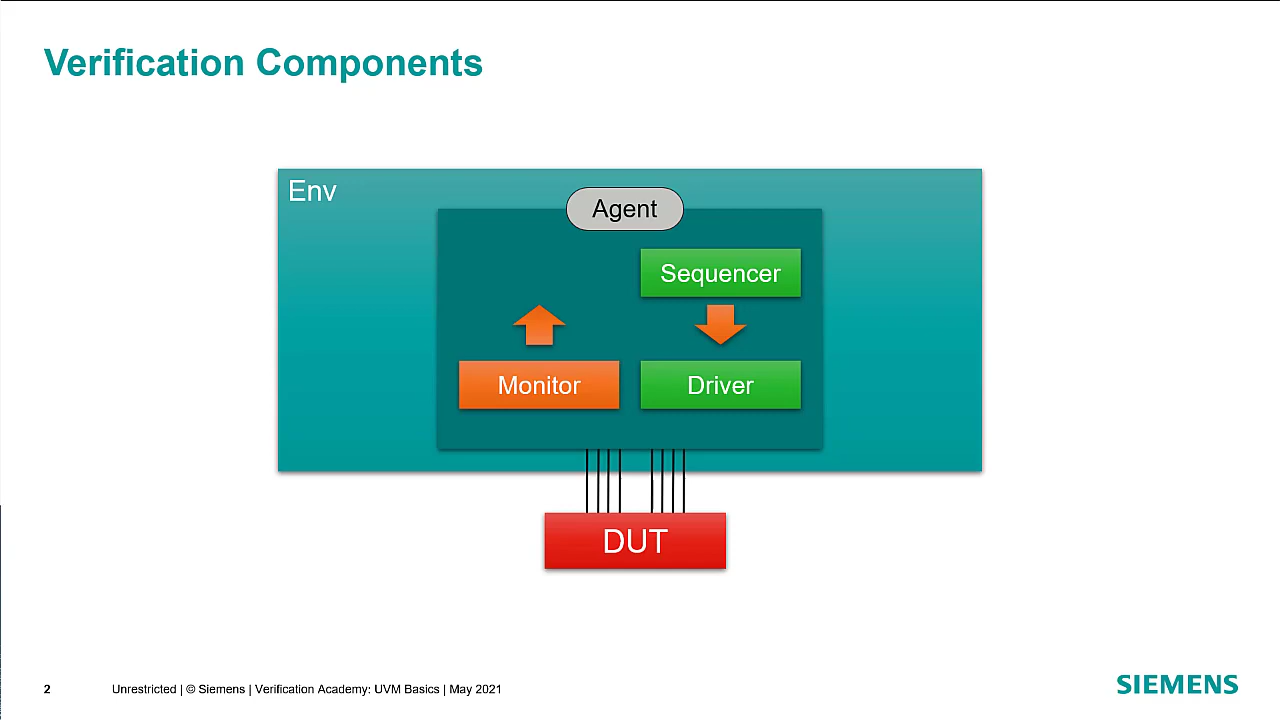 Verification Components
Env
Agent
Sequencer
Monitor
Driver
DUT
2
Unrestricted | © Siemens | Verification Academy: UVM Basics | May 2021
SIEMENS